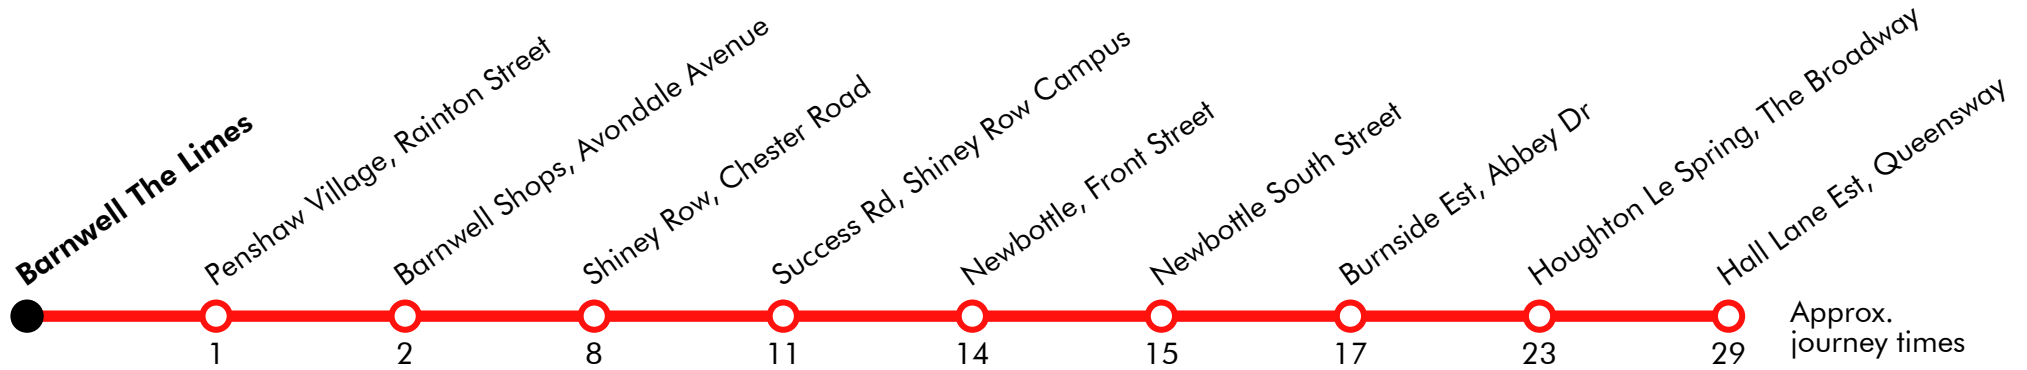 Barnwell The Limes
Penshaw Village, Rainton Street
Barnwell Shops, Avondale Avenue
Shiney Row, Chester Road
Success Rd, Shiney Row Campus
Newbottle, Front Street
Newbottle South Street
Burnside Est, Abbey Dr
Houghton Le Spring, The Broadway
Hall Lane Est, Queensway
1
2
8
11
14
15
17
23
29
Approx.
journey times